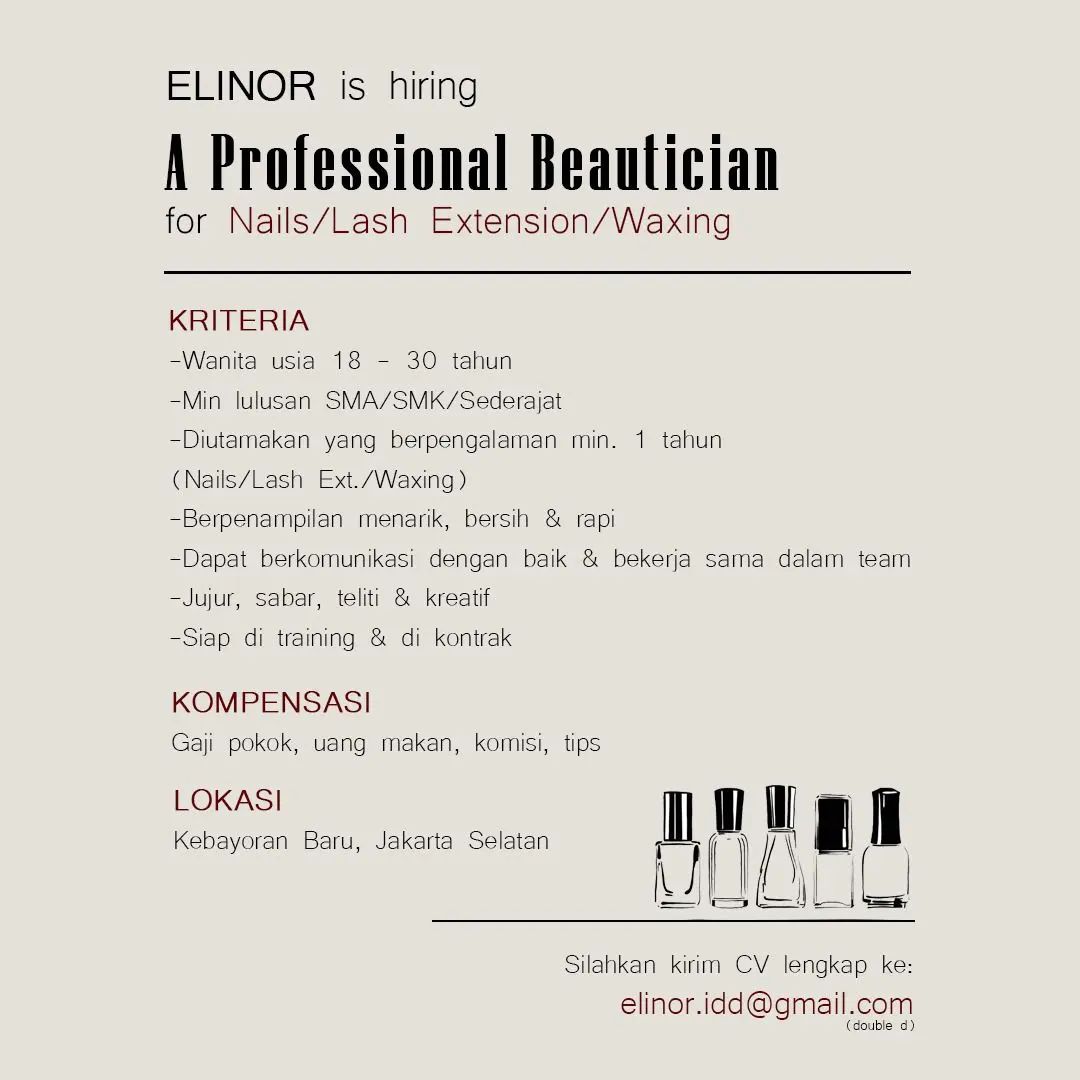 ELINOR is hiring
A Professional Beautician
for Nails/Lash Extension/Waxing
KRITERIA
-Wanita usia 18 - 30 tahun
-Min lulusan SMA/SMK/Sederajat
-Diutamakan yang berpengalaman min. 1 tahun
(Nails/Lash Ext./Waxing)
-Berpenampilan menarik, bersih & rapi
-Dapat berkomunikasi dengan baik & bekerja sama dalam team
-Jujur, sabar, teliti & kreatif
-Siap di training & di kontrak
KOMPENSASI
Gaji pokok, uang makan, komisi, tips
LOKASI
Kebayoran Baru, Jakarta Selatan
Silahkan kirim CV lengkap ke:
elinor.idd@gmail.com
(double d)